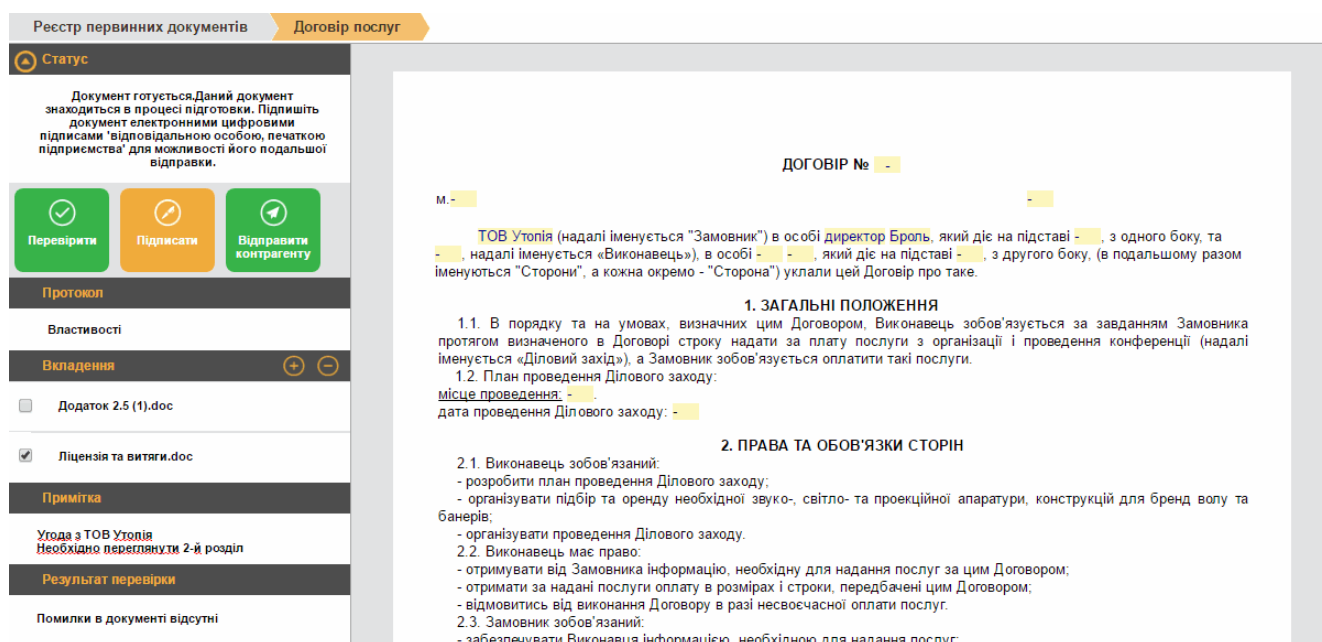 Реєстр первинних документів Договір послуг
Статус
Документ готується.Даний документ
знаходиться в процесі підготовки. Підпишіть
документ електронними цифровими
підписами 'відповідальною особою, печаткою
підприємства' для можливості його подальшої
відправки.
Перевірити Підписати Відправити
контрагенту
Протокол
Властивості
Вкладення
Додаток 2.5 (1).doc
Ліцензія та витяги.doc
Примітка
Угода з ТОВ Утопія
Необхідно переглянути 2-й розділ
Результат перевірки
Помилки в документі відсутні
ДОГОВІР № -
м.- -
ТОВ Утопія (надалі іменується "Замовник") в особі директор Броль, який діє на підставі - , з одного боку, та
- , надалі іменується «Виконавець»), в особі - - , який діє на підставі - , з другого боку, (в подальшому разом
іменуються "Сторони", а кожна окремо - "Сторона") уклали цей Договір про таке.
1. ЗАГАЛЬНІ ПОЛОЖЕННЯ
1.1. В порядку та на умовах, визначних цим Договором, Виконавець зобов'язується за завданням Замовника
протягом визначеного в Договорі строку надати за плату послуги з організації і проведення конференції (надалі
іменується «Діловий захід»), а Замовник зобов'язується оплатити такі послуги.
1.2. План проведення Ділового заходу:
місце проведення: - .
дата проведення Ділового заходу: -
2. ПРАВА ТА ОБОВ'ЯЗКИ СТОРІН
2.1. Виконавець зобов'язаний:
- розробити план проведення Ділового заходу;
- організувати підбір та оренду необхідної звуко-, світло- та проекційної апаратури, конструкцій для бренд волу та
банерів;
- організувати проведення Ділового заходу.
2.2. Виконавець має право:
- отримувати від Замовника інформацію, необхідну для надання послуг за цим Договором;
- отримати за надані послуги оплату в розмірах і строки, передбачені цим Договором;
- відмовитись від виконання Договору в разі несвоєчасної оплати послуг.
2.3. Замовник зобов'язаний:
- забезпечувати Виконавця інформацією, необхідною для надання послуг;